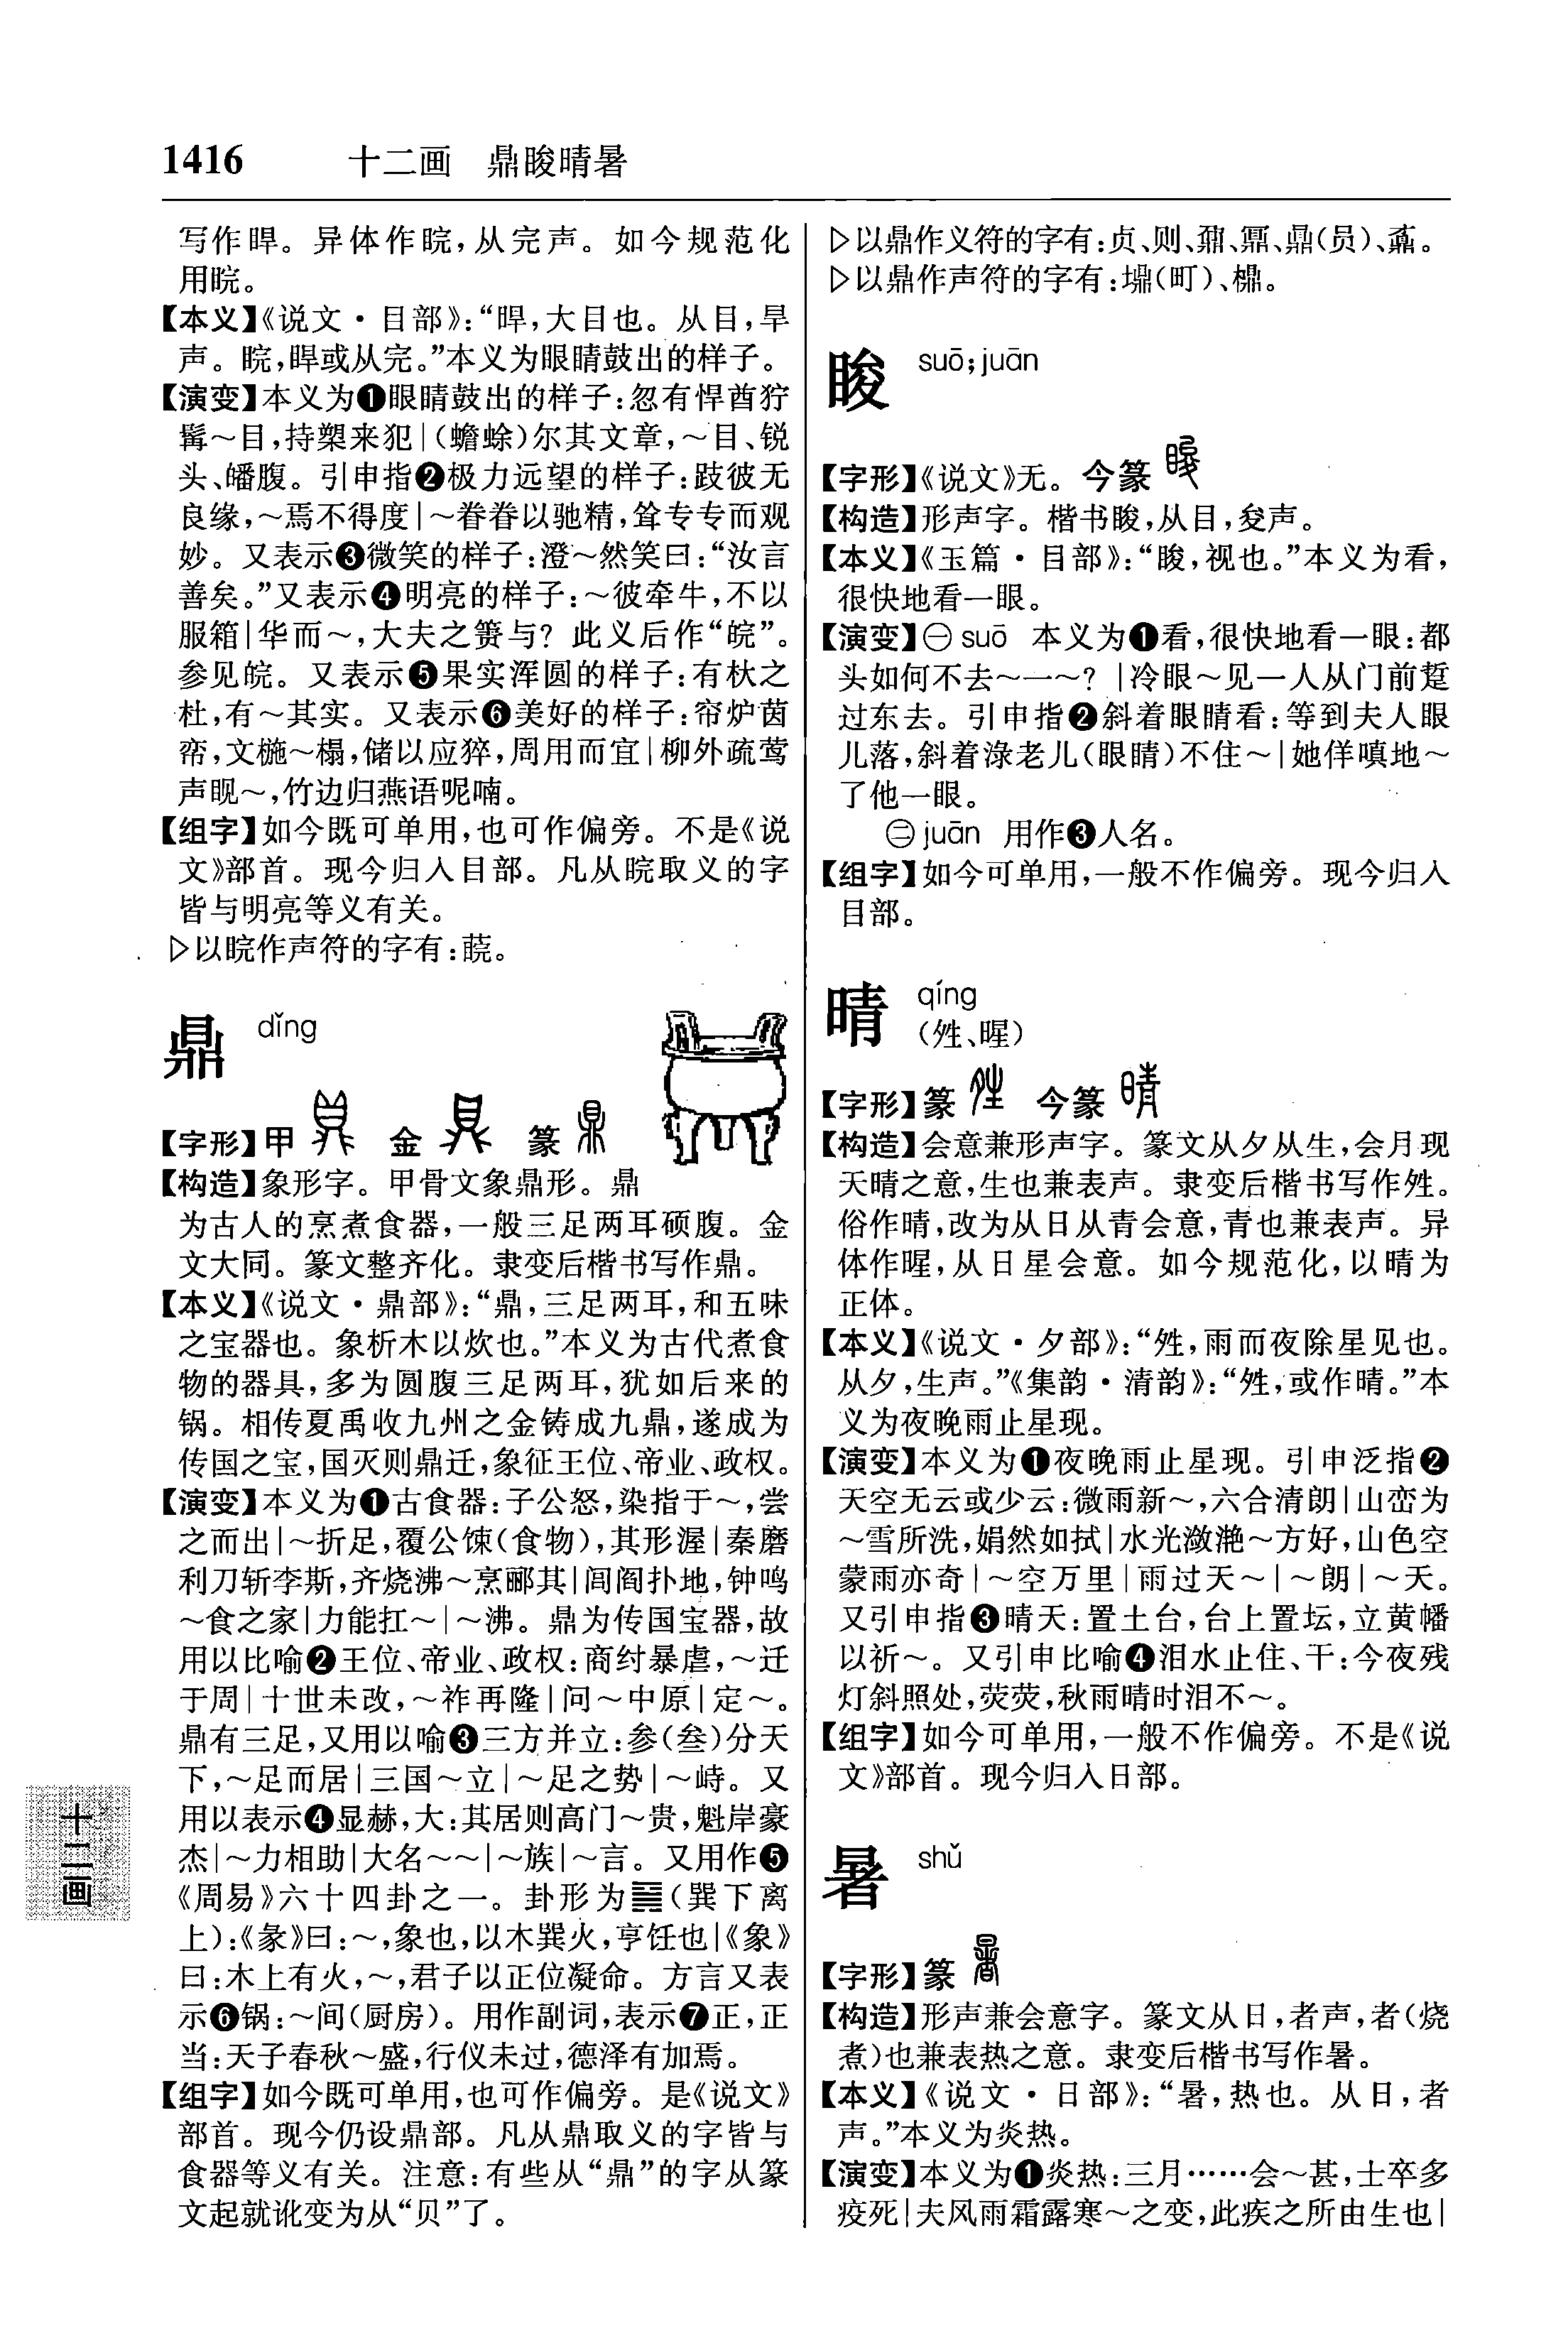 1416 十二画 鼎睃晴暑
写作睅。异体作睆,从完声。如今规范化
用睆。
【本义】《说文·目部》:“睅,大目也。从目,旱
声。睆,睅或从完。”本义为眼睛鼓出的样子。
【演变】本义为❶眼睛鼓出的样子:忽有悍酋狞
髯～目,持槊来犯|(蟾蜍)尔其文章,～目、锐
头、皤腹。引申指❷极力远望的样子:跂彼无
良缘,～焉不得度|～眷眷以驰精,耸专专而观
妙。又表示❸微笑的样子:澄～然笑曰:“汝言
善矣。”又表示❹明亮的样子:～彼牵牛,不以
服箱|华而～,大夫之箦与?此义后作“皖”。
参见皖。又表示❺果实浑圆的样子:有杕之
杜,有～其实。又表示❻美好的样子:帘炉茵
帟,文椸～榻,储以应猝,周用而宜|柳外疏莺
声睍～,竹边归燕语呢喃。
【组字】如今既可单用,也可作偏旁。不是《说
文》部首。现今归入目部。凡从睆取义的字
皆与明亮等义有关。
▷以睆作声符的字有:。
鼎 dǐng
【字形】甲 金 篆
【构造】象形字。甲骨文象鼎形。鼎
为古人的烹煮食器,一般三足两耳硕腹。金
文大同。篆文整齐化。隶变后楷书写作鼎。
【本义】《说文·鼎部》:“鼎,三足两耳,和五味
之宝器也。象析木以炊也。”本义为古代煮食
物的器具,多为圆腹三足两耳,犹如后来的
锅。相传夏禹收九州之金铸成九鼎,遂成为
传国之宝,国灭则鼎迁,象征王位、帝业、政权。
【演变】本义为❶古食器:子公怒,染指于～,尝
之而出|～折足,覆公餗(食物),其形渥|秦磨
利刀斩李斯,齐烧沸～烹郦其|闾阎扑地,钟鸣
～食之家|力能扛～|～沸。鼎为传国宝器,故
用以比喻❷王位、帝业、政权:商纣暴虐,～迁
于周|十世未改,～祚再隆|问～中原|定～。
鼎有三足,又用以喻❸三方并立:参(叁)分天
下,～足而居|三国～立|～足之势|～峙。又
用以表示❹显赫,大:其居则高门～贵,魁岸豪
杰|～力相助|大名～～|～族|～言。又用作❺
《周易》六十四卦之一。卦形为䷱(巽下离
上):《彖》曰:～,象也,以木巽火,亨饪也|《象》
曰:木上有火,～,君子以正位凝命。方言又表
示❻锅:～间(厨房)。用作副词,表示❼正,正
当:天子春秋～盛,行仪未过,德泽有加焉。
【组字】如今既可单用,也可作偏旁。是《说文》
部首。现今仍设鼎部。凡从鼎取义的字皆与
食器等义有关。注意:有些从“鼎”的字从篆
文起就讹变为从“贝”了。
▷以鼎作义符的字有:贞、则、鼐、鼏、鼎(员)、鼒。
▷以鼎作声符的字有:(町)、。
睃 suō;juān
【字形】《说文》无。今篆
【构造】形声字。楷书睃,从目,夋声。
【本义】《玉篇·目部》:“睃,视也。”本义为看,
很快地看一眼。
【演变】㊀suō 本义为❶看,很快地看一眼:都
头如何不去～一～?|冷眼～见一人从门前踅
过东去。引申指❷斜着眼睛看:等到夫人眼
儿落,斜着渌老儿(眼睛)不住～|她佯嗔地～
了他一眼。
㊁juān 用作❸人名。
【组字】如今可单用,一般不作偏旁。现今归入
目部。
晴 qíng
(夝、暒)
【字形】篆 今篆
【构造】会意兼形声字。篆文从夕从生,会月现
天晴之意,生也兼表声。隶变后楷书写作夝。
俗作晴,改为从日从青会意,青也兼表声。异
体作暒,从日星会意。如今规范化,以晴为
正体。
【本义】《说文·夕部》:“夝,雨而夜除星见也。
从夕,生声。”《集韵·清韵》:“夝,或作晴。”本
义为夜晚雨止星现。
【演变】本义为❶夜晚雨止星现。引申泛指❷
天空无云或少云:微雨新～,六合清朗|山峦为
～雪所洗,娟然如拭|水光潋滟～方好,山色空
蒙雨亦奇|～空万里|雨过天～|～朗|～天。
又引申指❸晴天:置土台,台上置坛,立黄幡
以祈～。又引申比喻❹泪水止住、干:今夜残
灯斜照处,荧荧,秋雨晴时泪不～。
【组字】如今可单用,一般不作偏旁。不是《说
文》部首。现今归入日部。
暑 shǔ
【字形】篆
【构造】形声兼会意字。篆文从日,者声,者(烧
煮)也兼表热之意。隶变后楷书写作暑。
【本义】《说文·日部》:“暑,热也。从日,者
声。”本义为炎热。
【演变】本义为❶炎热:三月……会～甚,士卒多
疫死|夫风雨霜露寒～之变,此疾之所由生也|
十二画